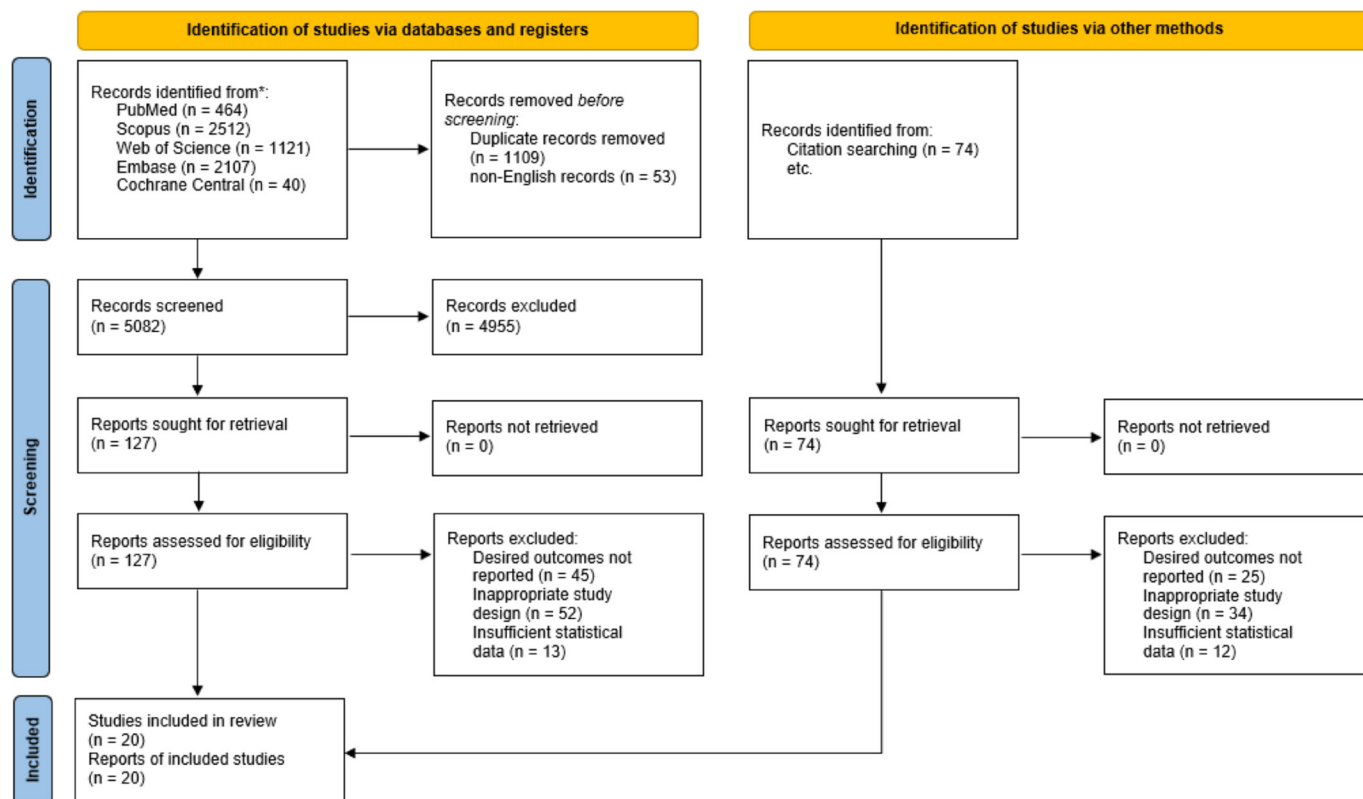 Identification of studies via databases and registers
Identification of studies via other methods
Identification
Records identified from*:
PubMed (n = 464)
Scopus (n = 2512)
Web of Science (n = 1121)
Embase (n = 2107)
Cochrane Central (n = 40)
Records removed before
screening:
Duplicate records removed
(n = 1109)
non-English records (n = 53)
Records identified from:
Citation searching (n = 74)
etc.
Screening
Records screened
(n = 5082)
Records excluded
(n = 4955)
Reports sought for retrieval
(n = 127)
Reports not retrieved
(n = 0)
Reports sought for retrieval
(n = 74)
Reports not retrieved
(n = 0)
Reports assessed for eligibility
(n = 127)
Reports excluded:
Desired outcomes not
reported (n = 45)
Inappropriate study
design (n = 52)
Insufficient statistical
data (n = 13)
Reports assessed for eligibility
(n = 74)
Reports excluded:
Desired outcomes not
reported (n = 25)
Inappropriate study
design (n = 34)
Insufficient statistical
data (n = 12)
Included
Studies included in review
(n = 20)
Reports of included studies
(n = 20)